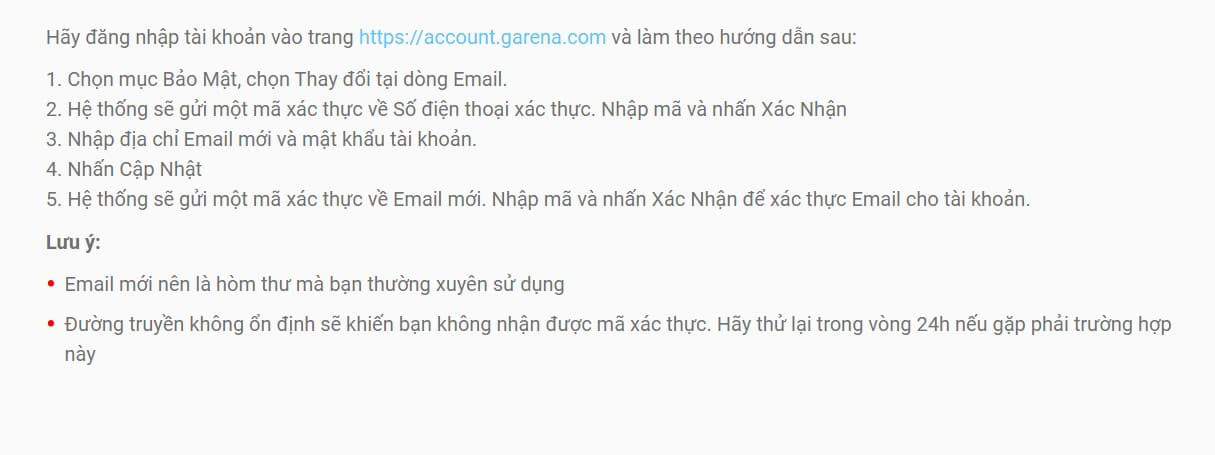 Hãy đăng nhập tài khoản vào trang https://account.garena.com và làm theo hướng dẫn sau:
1. Chọn mục Bảo Mật, chọn Thay đổi tại dòng Email.
2. Hệ thống sẽ gửi một mã xác thực về Số điện thoại xác thực. Nhập mã và nhấn Xác Nhận
3. Nhập địa chỉ Email mới và mật khẩu tài khoản.
4. Nhấn Cập Nhật
5. Hệ thống sẽ gửi một mã xác thực về Email mới. Nhập mã và nhấn Xác Nhận để xác thực Email cho tài khoản.
Lưu ý:
• Email mới nên là hòm thư mà bạn thường xuyên sử dụng
• Đường truyền không ổn định sẽ khiến bạn không nhận được mã xác thực. Hãy thử lại trong vòng 24h nếu gặp phải trường hợp
này